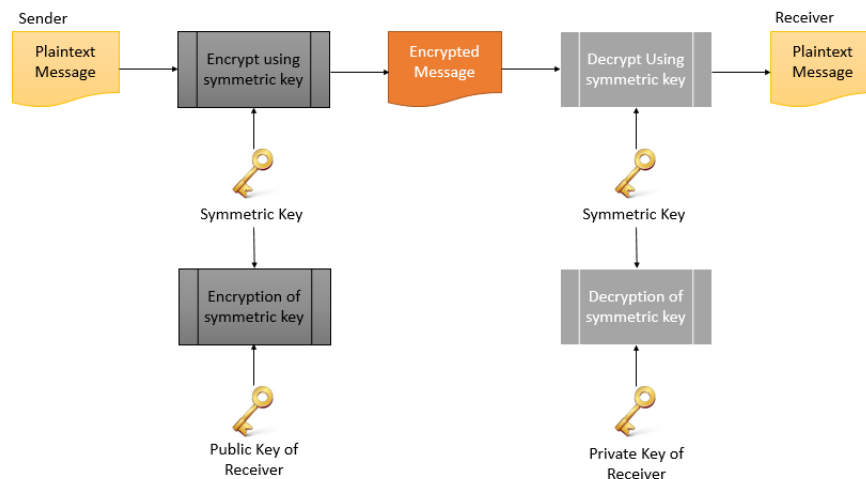 Sender
Receiver
Plaintext
Message
Encrypt using
symmetric key
Encrypted
Message
Decrypt Using
symmetric key
Plaintext
Message
Symmetric Key
Symmetric Key
Encryption of
symmetric key
Decryption of
symmetric key
Public Key of
Receiver
Private Key of
Receiver